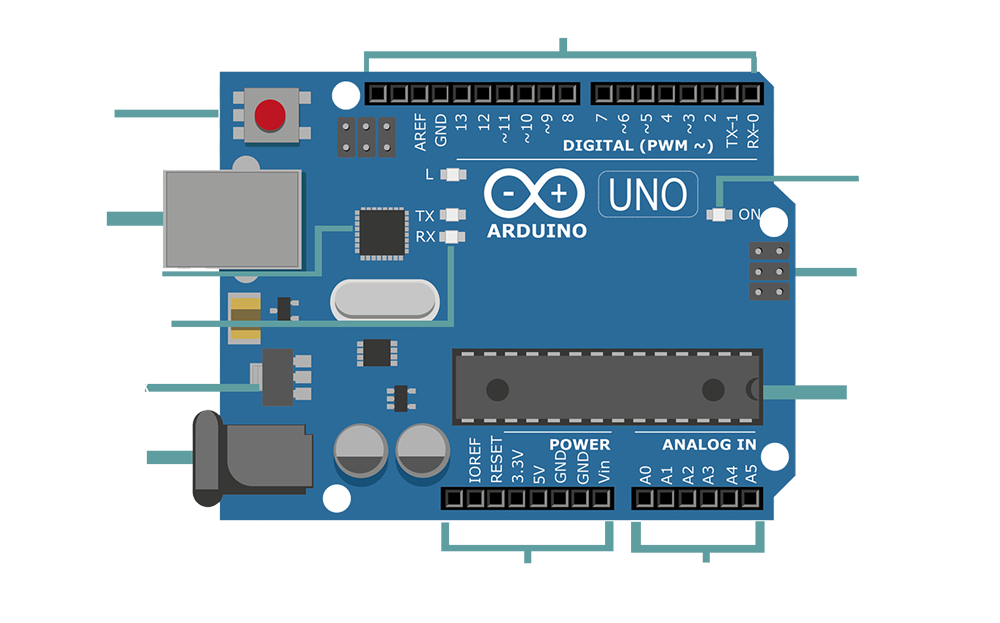 AREF
GND
13
12
~11
~10
~9
8
7
~6
~5
4
~3
2
TX-1
RX-0
DIGITAL (PWM ~)
L
TX
RX
- +
UNO
ARDUINO
ON
POWER
ANALOG IN
IOREF
RESET
3.3V
5V
GND
GND
Vin
A0
A1
A2
A3
A4
A5